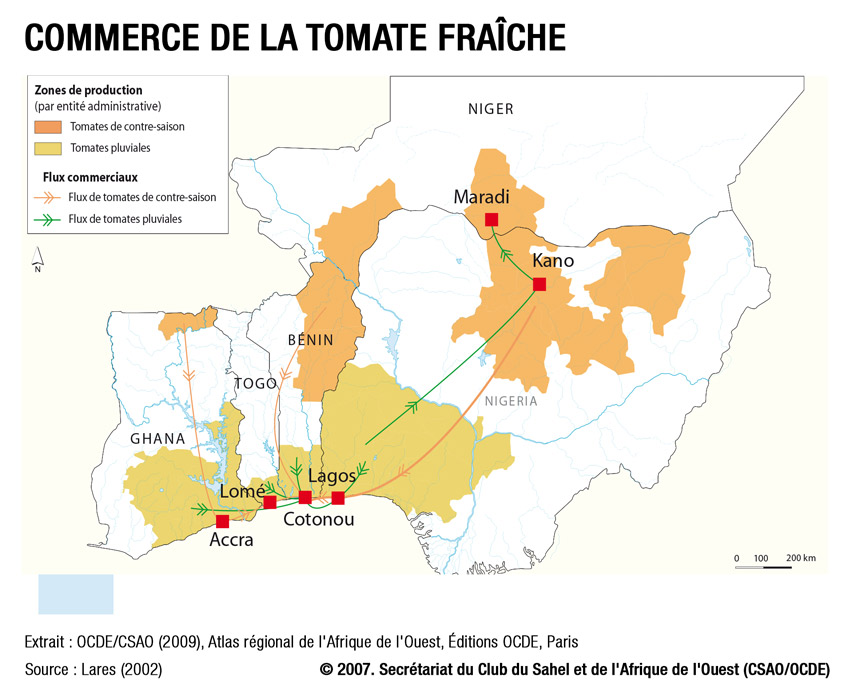 COMMERCE DE LA TOMATE FRAÎCHE
Zones de production
(par entité administrative)
Tomates de contre-saison
Tomates pluviales
Flux commerciaux
Flux de tomates de contre-saison
Flux de tomates pluviales
N
NIGER
Maradi
Kano
BÉNIN
TOGO
NIGERIA
GHANA
Lagos
Lomé
Cotonou
Accra
0 100 200 km
Extrait : OCDE/CSAO (2009), Atlas régional de l'Afrique de l'Ouest, Éditions OCDE, Paris
Source : Lares (2002)
© 2007. Secrétariat du Club du Sahel et de l'Afrique de l'Ouest (CSAO/OCDE)